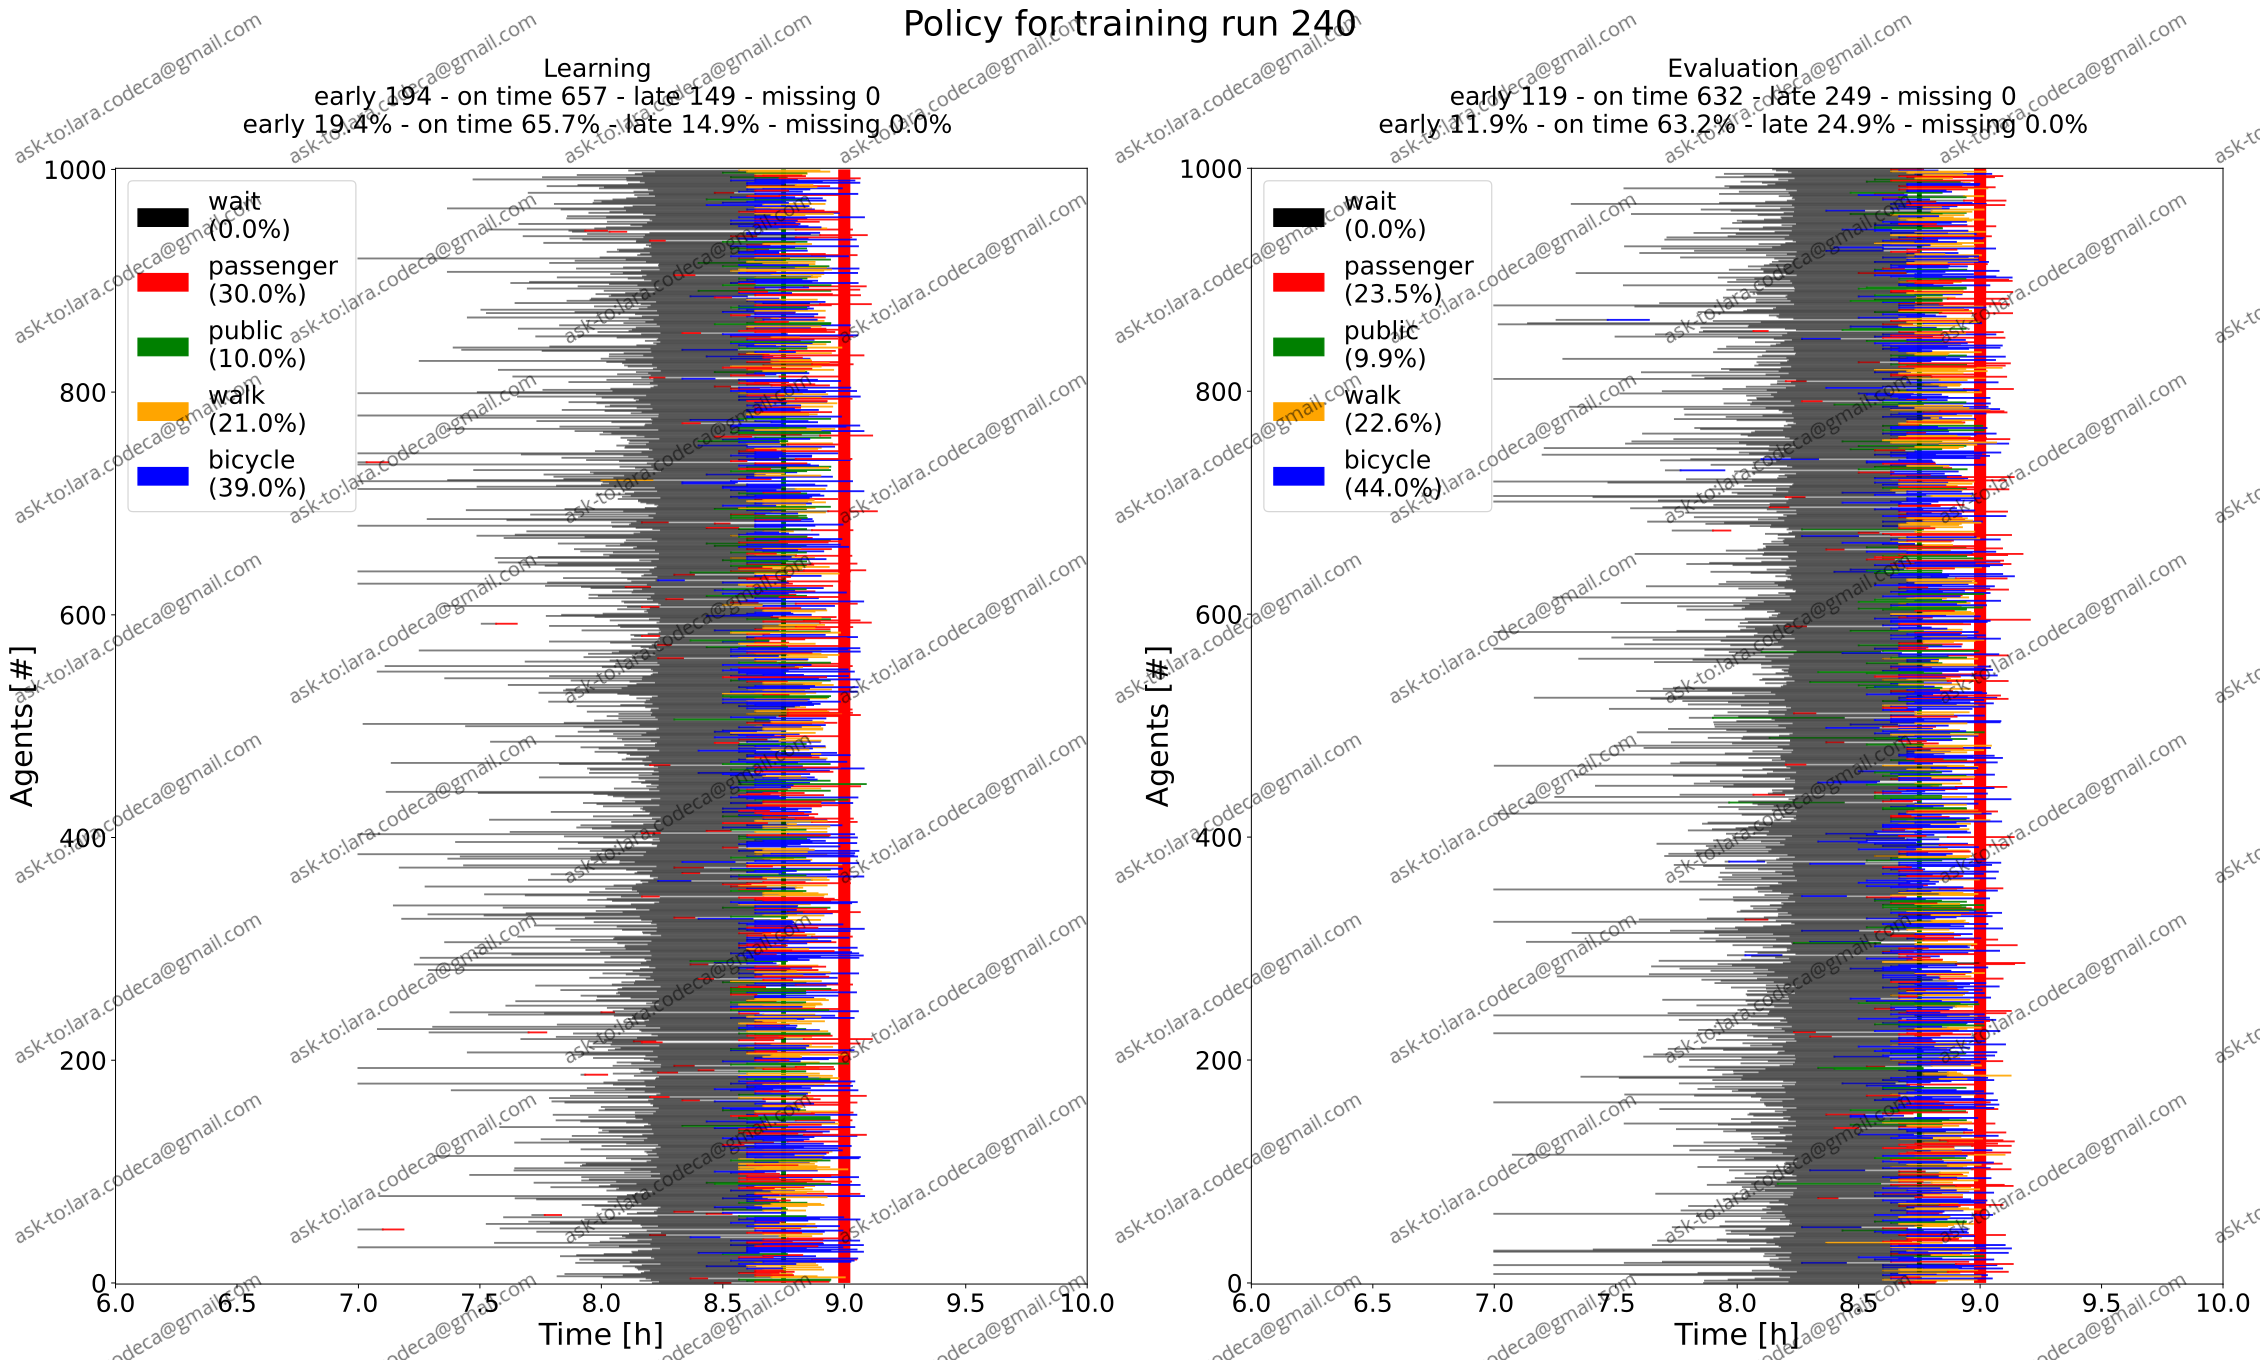 Policy for training run 240
Learning
early 194 - on time 657 - late 149 - missing 0
early 19.4% - on time 65.7% - late 14.9% - missing 0.0%
1000
800
600
400
200
0
Agents [#]
wait
(0.0%)
passenger
(30.0%)
public
(10.0%)
walk
(21.0%)
bicycle
(39.0%)
6.0 6.5 7.0 7.5 8.0 8.5 9.0 9.5 10.0
Time [h]
Evaluation
early 119 - on time 632 - late 249 - missing 0
early 11.9% - on time 63.2% - late 24.9% - missing 0.0%
1000
800
600
400
200
0
Agents [#]
wait
(0.0%)
passenger
(23.5%)
public
(9.9%)
walk
(22.6%)
bicycle
(44.0%)
6.0 6.5 7.0 7.5 8.0 8.5 9.0 9.5 10.0
Time [h]
ask-to:lara.codeca@gmail.com